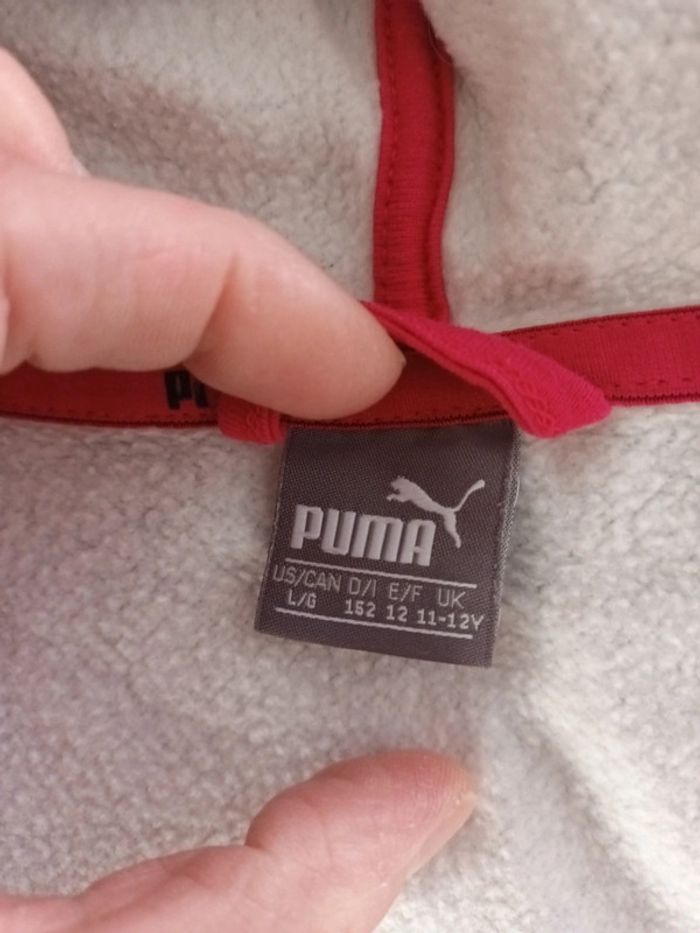 PUMA
US/CAN D/I E/F UK
L/G 152 12 11-12Y